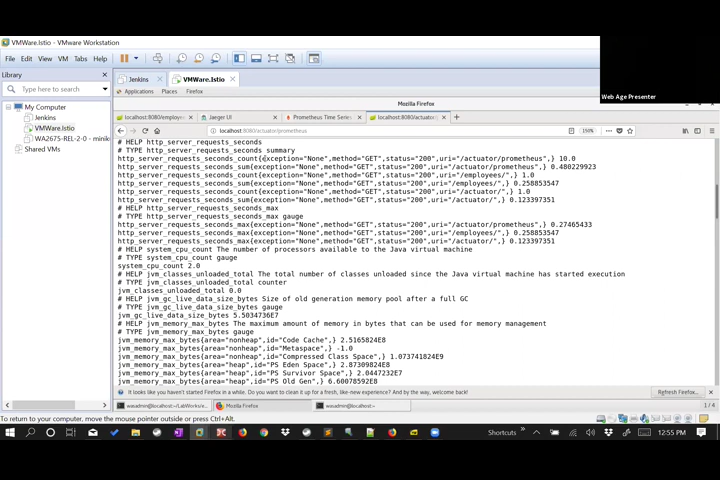 VMWare.Istio - VMware Workstation
File Edit View VM Tabs Help
Library
Type here to search
My Computer
Jenkins
VMWare.Istio
WA2675-REL-2-0 - minik
Shared VMs
Jenkins
VMWare.Istio
Applications Places Firefox
Mozilla Firefox
localhost:8080/employe
Jaeger UI
Prometheus Time Series
localhost:8080/actuator/
localhost:8080/actuator/prometheus
150%
# HELP http_server_requests_seconds
# TYPE http_server_requests_seconds summary
http_server_requests_seconds_count{exception="None",method="GET",status="200",uri="/actuator/prometheus",} 10.0
http_server_requests_seconds_sum{exception="None",method="GET",status="200",uri="/actuator/prometheus",} 0.480229923
http_server_requests_seconds_count{exception="None",method="GET",status="200",uri="/employees/",} 1.0
http_server_requests_seconds_sum{exception="None",method="GET",status="200",uri="/employees/",} 0.258853547
http_server_requests_seconds_count{exception="None",method="GET",status="200",uri="/actuator/",} 1.0
http_server_requests_seconds_sum{exception="None",method="GET",status="200",uri="/actuator/",} 0.123397351
# HELP http_server_requests_seconds_max
# TYPE http_server_requests_seconds_max gauge
http_server_requests_seconds_max{exception="None",method="GET",status="200",uri="/actuator/prometheus",} 0.27465433
http_server_requests_seconds_max{exception="None",method="GET",status="200",uri="/employees/",} 0.258853547
http_server_requests_seconds_max{exception="None",method="GET",status="200",uri="/actuator/",} 0.123397351
# HELP system_cpu_count The number of processors available to the Java virtual machine
# TYPE system_cpu_count gauge
system_cpu_count 2.0
# HELP jvm_classes_unloaded_total The total number of classes unloaded since the Java virtual machine has started execution
# TYPE jvm_classes_unloaded_total counter
jvm_classes_unloaded_total 0.0
# HELP jvm_gc_live_data_size_bytes Size of old generation memory pool after a full GC
# TYPE jvm_gc_live_data_size_bytes gauge
jvm_gc_live_data_size_bytes 5.5034736E7
# HELP jvm_memory_max_bytes The maximum amount of memory in bytes that can be used for memory management
# TYPE jvm_memory_max_bytes gauge
jvm_memory_max_bytes{area="nonheap",id="Code Cache",} 2.5165824E8
jvm_memory_max_bytes{area="nonheap",id="Metaspace",} -1.0
jvm_memory_max_bytes{area="nonheap",id="Compressed Class Space",} 1.073741824E9
jvm_memory_max_bytes{area="heap",id="PS Eden Space",} 2.87309824E8
jvm_memory_max_bytes{area="heap",id="PS Survivor Space",} 2.0447232E7
jvm_memory_max_bytes{area="heap",id="PS Old Gen",} 6.60078592E8
It looks like you haven't started Firefox in a while. Do you want to clean it up for a fresh, like-new experience? And by the way, welcome back!
Refresh Firefox...
wasadmin@localhost:~/LabWorks/e...
Mozilla Firefox
wasadmin@localhost:~
1 / 4
To return to your computer, move the mouse pointer outside or press Ctrl+Alt.
Web Age Presenter
Shortcuts
12:55 PM